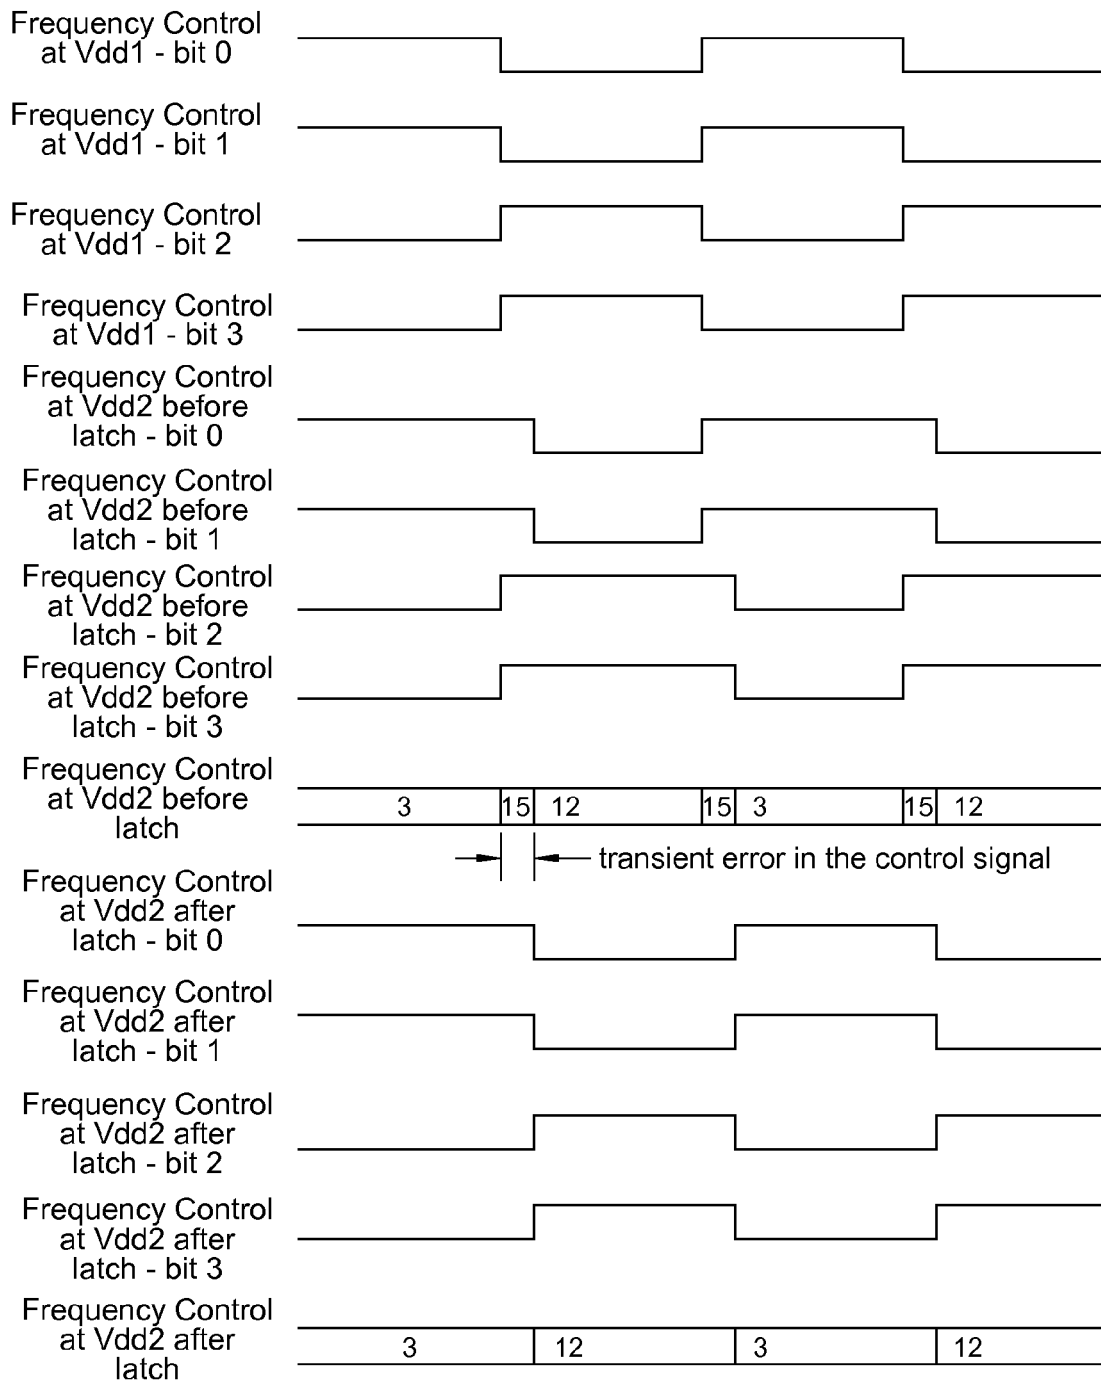 Frequency Control
at Vdd1 - bit 0
Frequency Control
at Vdd1 - bit 1
Frequency Control
at Vdd1 - bit 2
Frequency Control
at Vdd1 - bit 3
Frequency Control
at Vdd2 before
latch - bit 0
Frequency Control
at Vdd2 before
latch - bit 1
Frequency Control
at Vdd2 before
latch - bit 2
Frequency Control
at Vdd2 before
latch - bit 3
Frequency Control
at Vdd2 before
latch
3 15 12 15 3 15 12
transient error in the control signal
Frequency Control
at Vdd2 after
latch - bit 0
Frequency Control
at Vdd2 after
latch - bit 1
Frequency Control
at Vdd2 after
latch - bit 2
Frequency Control
at Vdd2 after
latch - bit 3
Frequency Control
at Vdd2 after
latch
3 12 3 12